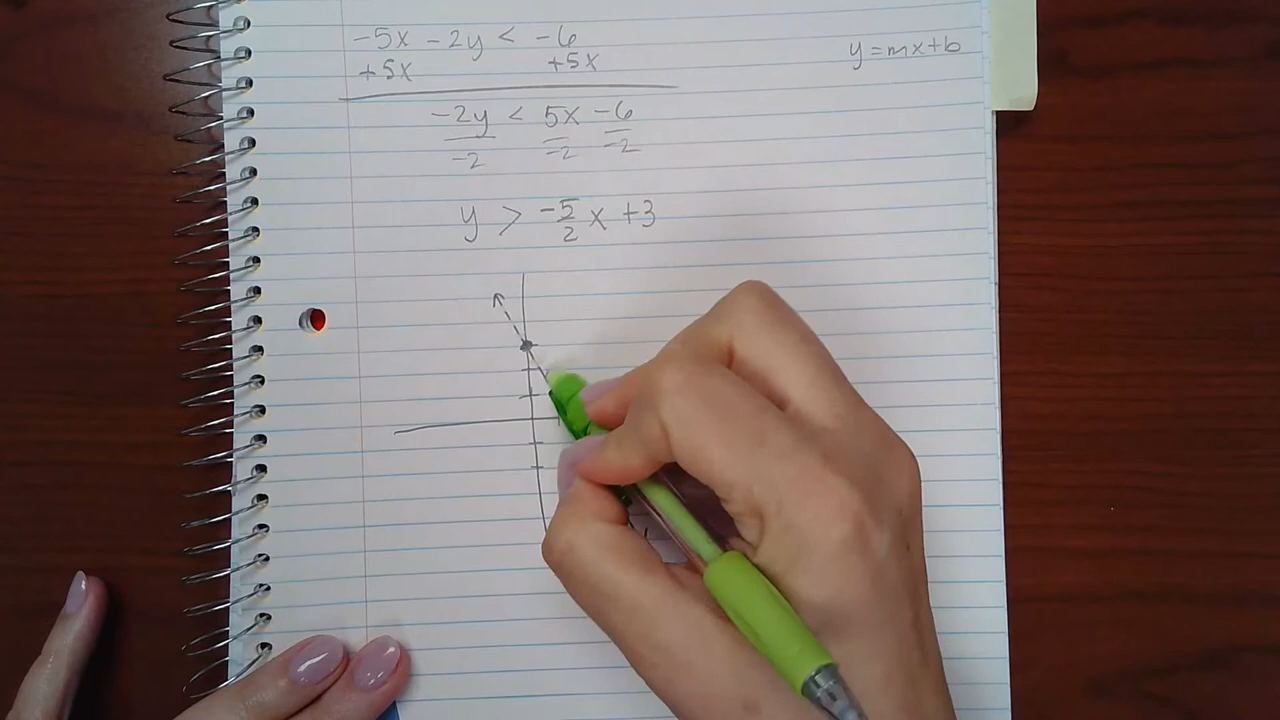 -5x - 2y < -6
y = mx + b
+5x +5x
-2y < 5x - 6
-2 -2 -2
y > -5/2 x + 3